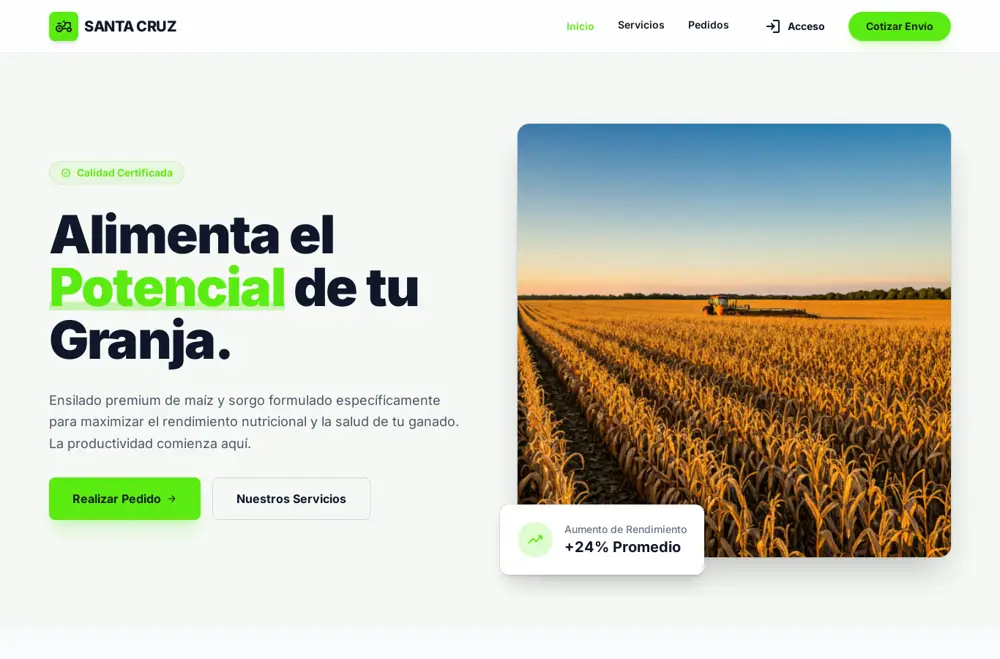 SANTA CRUZ
Inicio
Servicios
Pedidos
Acceso
Cotizar Envío
Calidad Certificada
Alimenta el
Potencial de tu
Granja.
Ensilado premium de maíz y sorgo formulado específicamente
para maximizar el rendimiento nutricional y la salud de tu ganado.
La productividad comienza aquí.
Realizar Pedido →
Nuestros Servicios
Aumento de Rendimiento
+24% Promedio